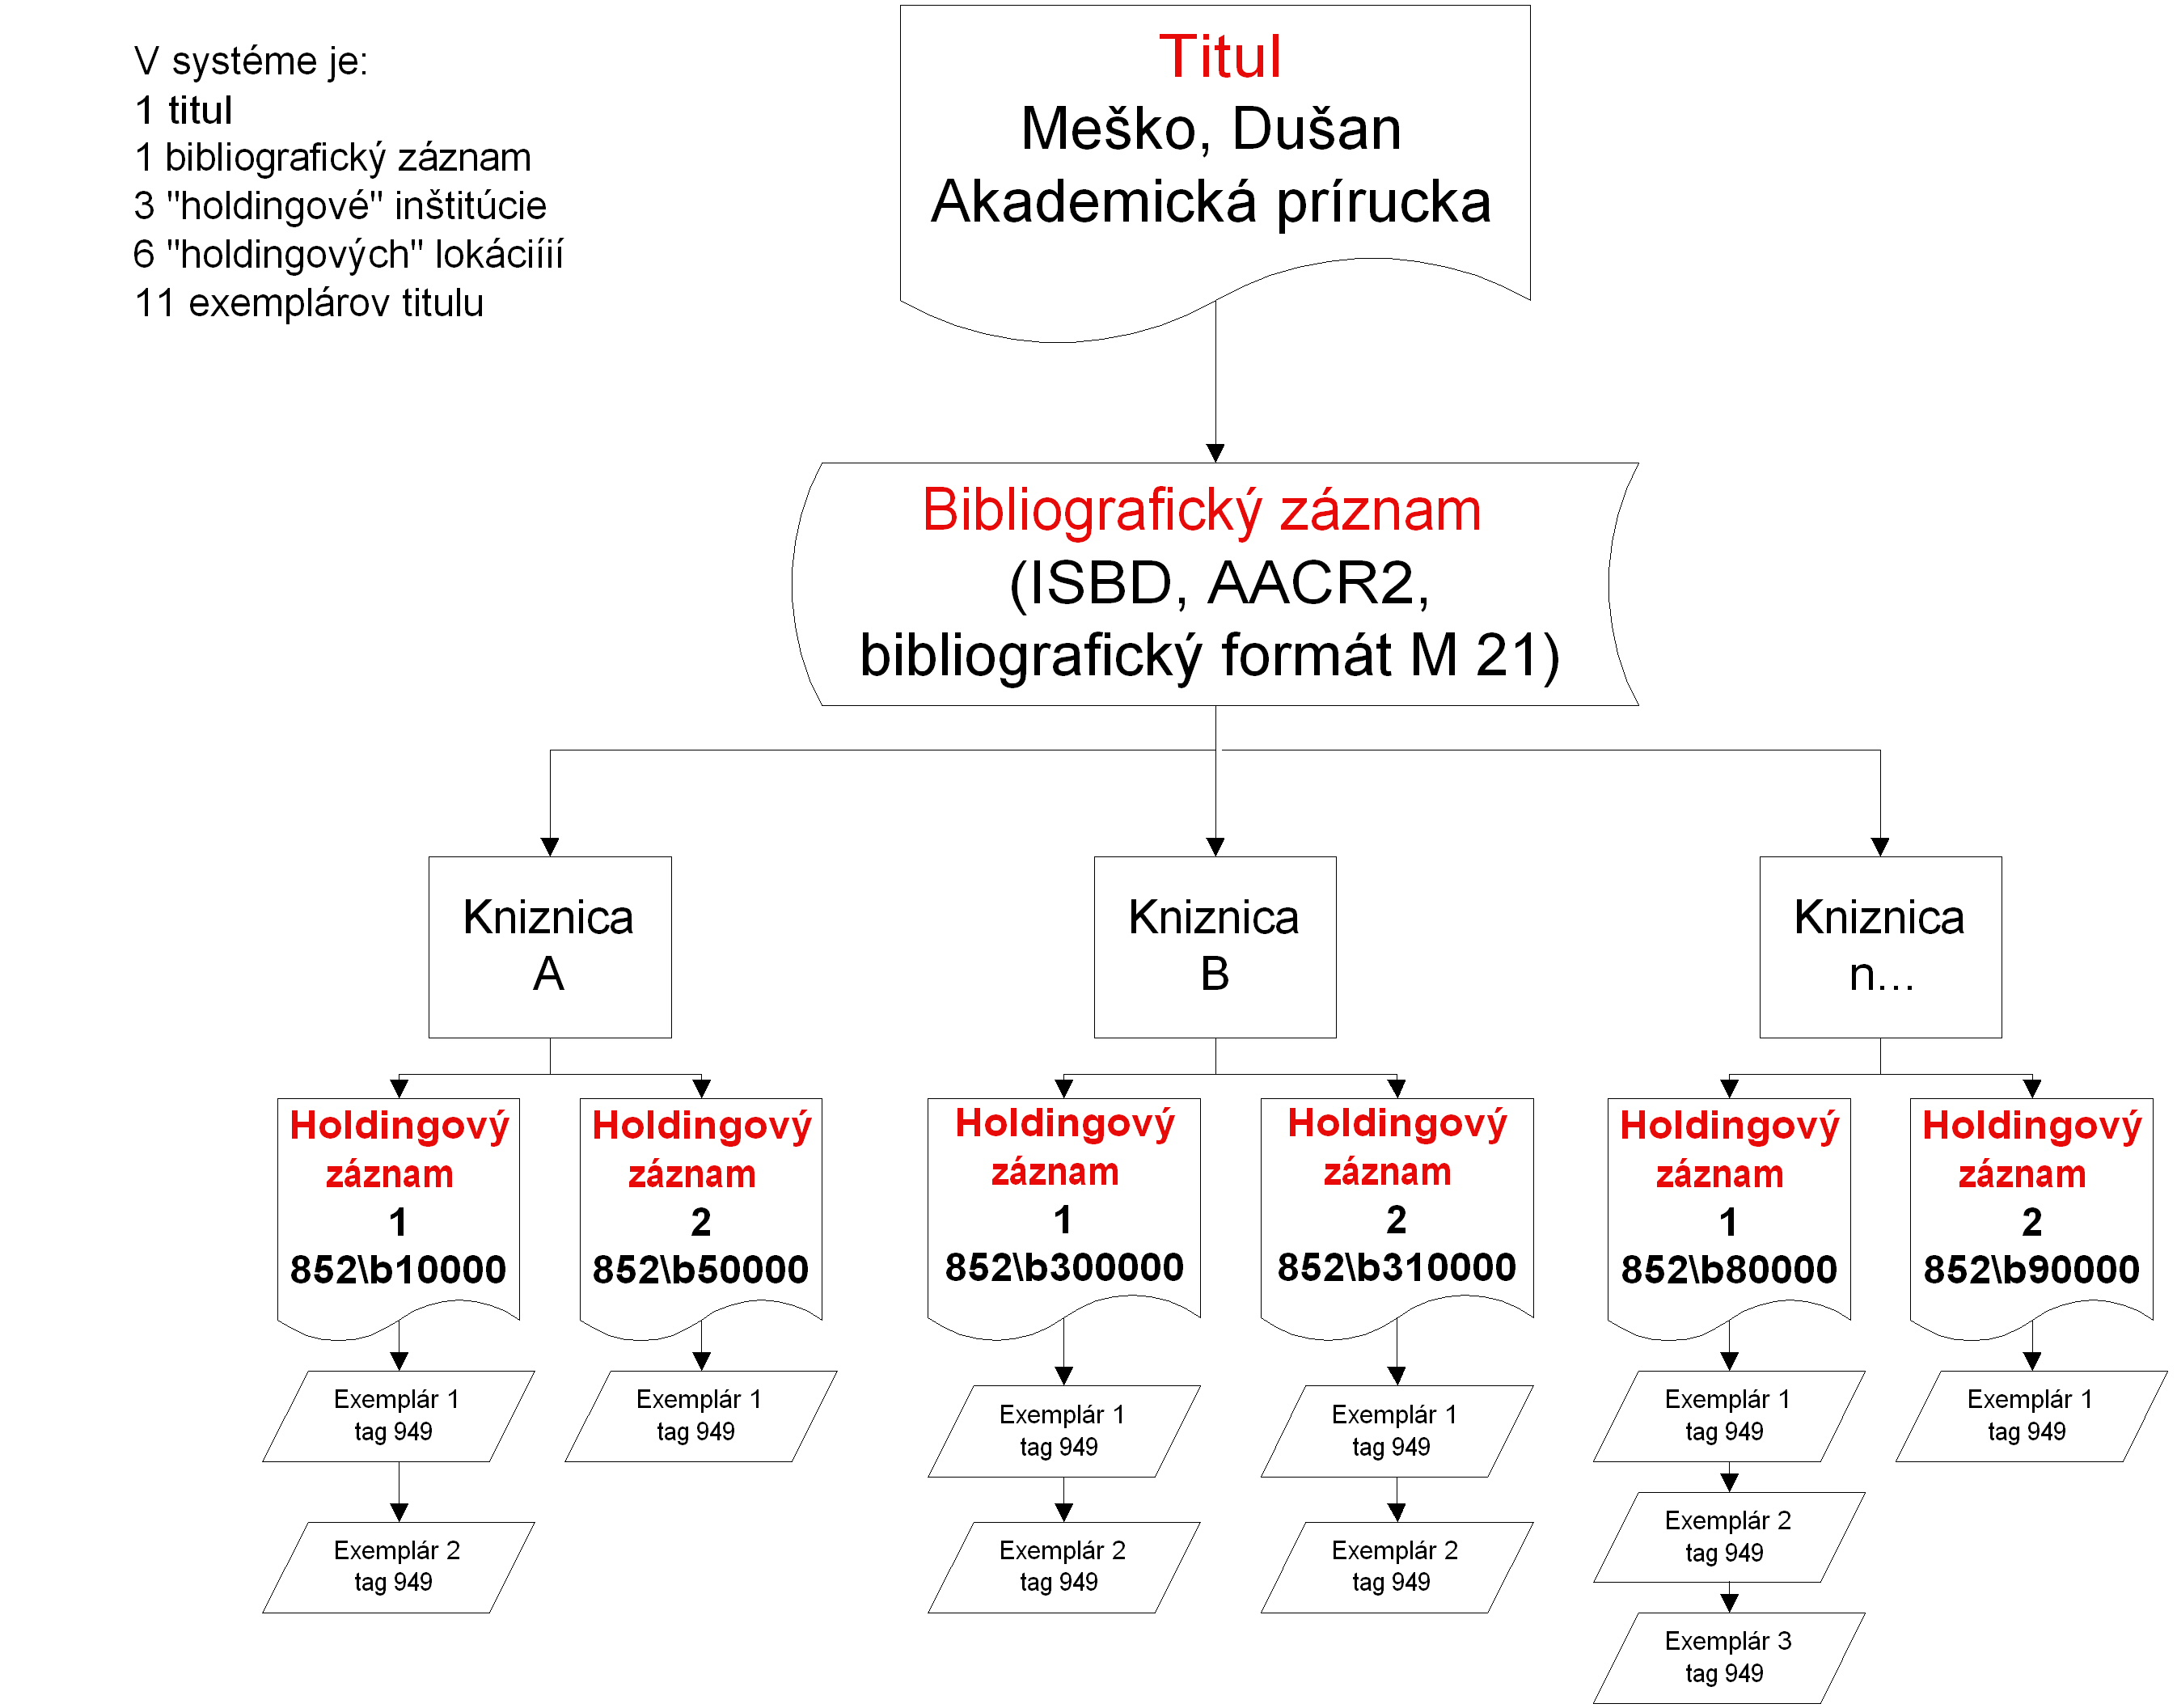 V systéme je:
1 titul
1 bibliografický záznam
3 "holdingové" inštitúcie
6 "holdingových" lokáciíií
11 exemplárov titulu
Titul
Meško, Dušan
Akademická prírucka
Bibliografický záznam
(ISBD, AACR2,
bibliografický formát M 21)
Kniznica
A
Kniznica
B
Kniznica
n...
Holdingový
záznam
1
852\b10000
Holdingový
záznam
2
852\b50000
Holdingový
záznam
1
852\b300000
Holdingový
záznam
2
852\b310000
Holdingový
záznam
1
852\b80000
Holdingový
záznam
2
852\b90000
Exemplár 1
tag 949
Exemplár 1
tag 949
Exemplár 1
tag 949
Exemplár 1
tag 949
Exemplár 1
tag 949
Exemplár 1
tag 949
Exemplár 2
tag 949
Exemplár 2
tag 949
Exemplár 2
tag 949
Exemplár 2
tag 949
Exemplár 3
tag 949